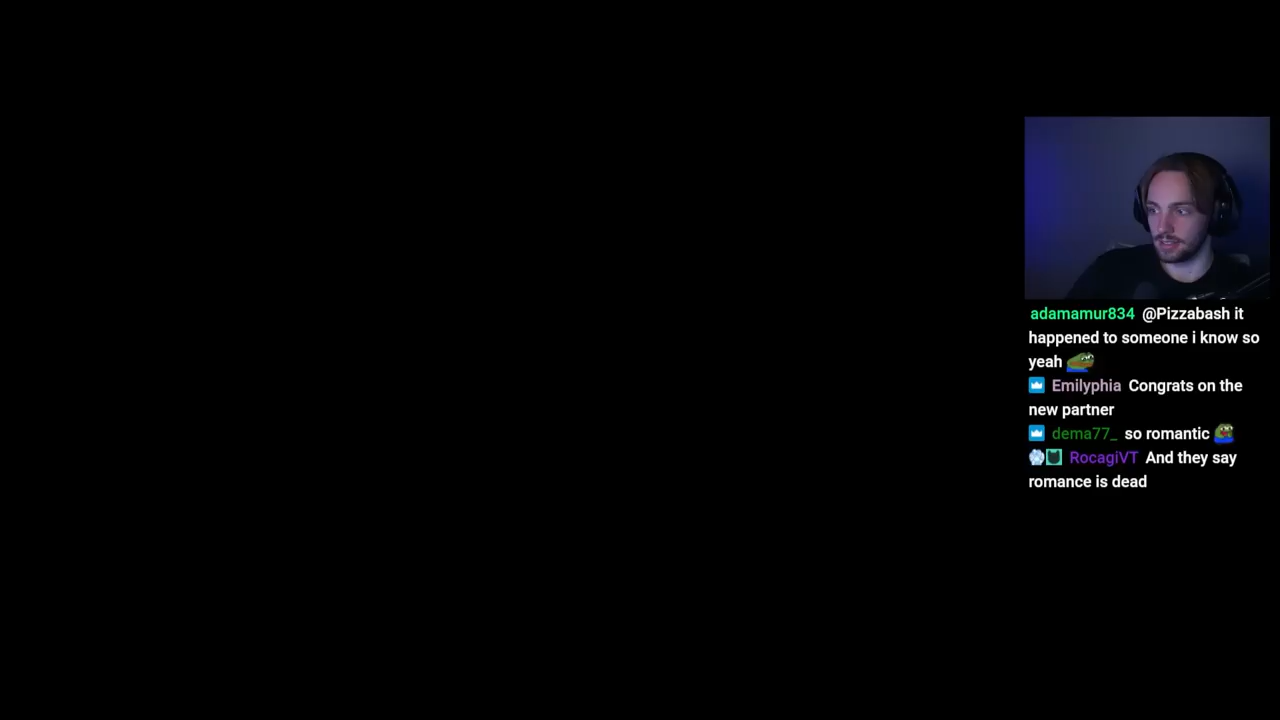 adamamur834 @Pizzabash it
happened to someone i know so
yeah
Emilyphia Congrats on the
new partner
dema77_ so romantic
RocagiVT And they say
romance is dead